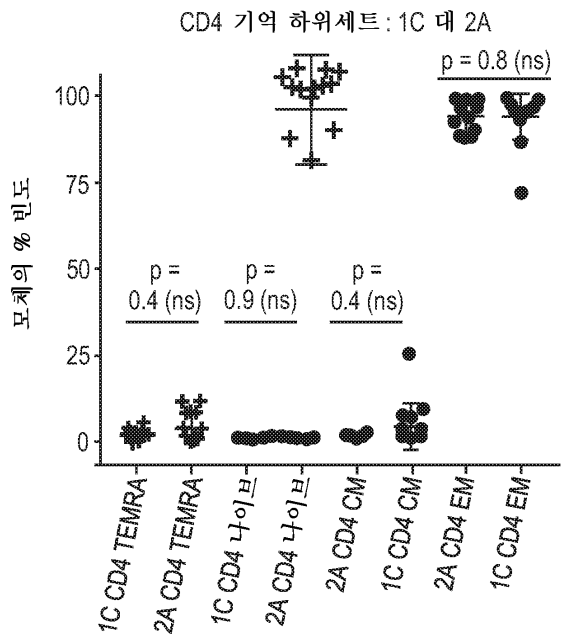 CD4 기억 하위세트 : 1C 대 2A
모체의 % 빈도
100
75
50
25
0
p =
0.4 (ns)
p =
0.9 (ns)
p =
0.4 (ns)
p = 0.8 (ns)
1C CD4 TEMRA
2A CD4 TEMRA
1C CD4 나이브
2A CD4 나이브
2A CD4 CM
1C CD4 CM
2A CD4 EM
1C CD4 EM